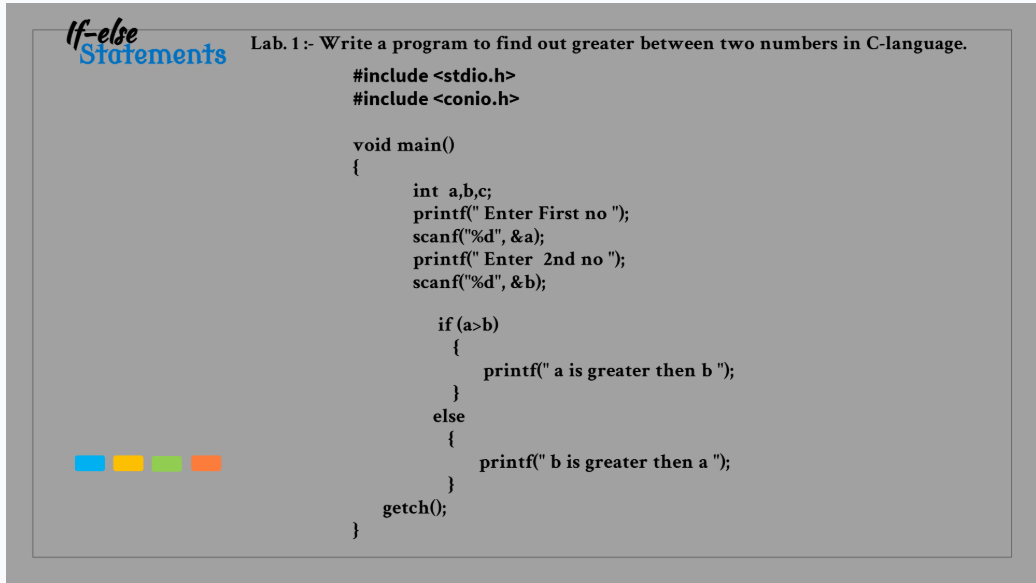 If-else
Statements
Lab. 1 :- Write a program to find out greater between two numbers in C-language.
#include <stdio.h>
#include <conio.h>
void main()
{
int a,b,c;
printf(" Enter First no ");
scanf("%d", &a);
printf(" Enter 2nd no ");
scanf("%d", &b);
if (a>b)
{
printf(" a is greater then b ");
}
else
{
printf(" b is greater then a ");
}
getch();
}